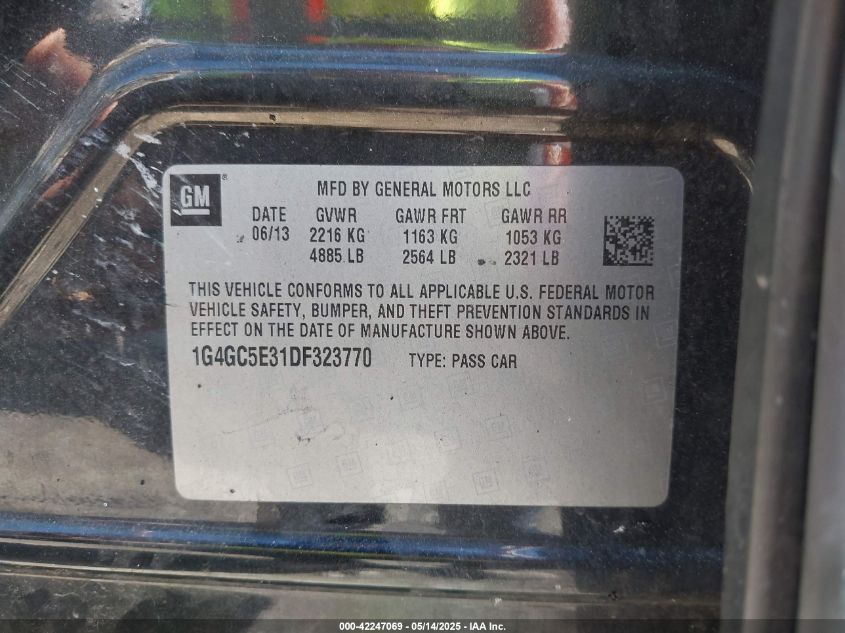 GM
MFD BY GENERAL MOTORS LLC
DATE GVWR GAWR FRT GAWR RR
06/13 2216 KG 1163 KG 1053 KG
4885 LB 2564 LB 2321 LB
THIS VEHICLE CONFORMS TO ALL APPLICABLE U.S. FEDERAL MOTOR
VEHICLE SAFETY, BUMPER, AND THEFT PREVENTION STANDARDS IN
EFFECT ON THE DATE OF MANUFACTURE SHOWN ABOVE.
1G4GC5E31DF323770 TYPE: PASS CAR
000-42247069 - 05/14/2025 - IAA Inc.